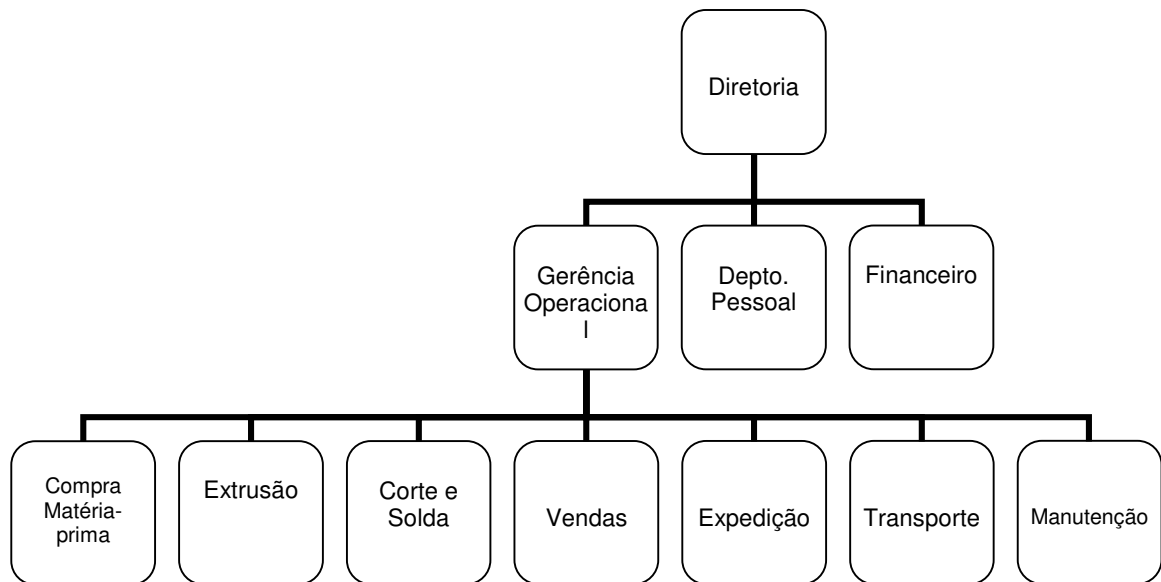 Diretoria
Gerência
Operaciona
l
Depto.
Pessoal
Financeiro
Compra
Matéria-
prima
Extrusão
Corte e
Solda
Vendas
Expedição
Transporte
Manutenção